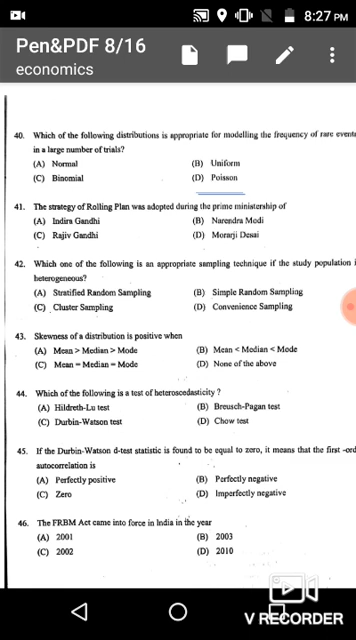 8:27 PM
Pen&PDF 8/16
economics
40. Which of the following distributions is appropriate for modelling the frequency of rare event
in a large number of trials?
(A) Normal (B) Uniform
(C) Binomial (D) Poisson
41. The strategy of Rolling Plan was adopted during the prime ministership of
(A) Indira Gandhi (B) Narendra Modi
(C) Rajiv Gandhi (D) Morarji Desai
42. Which one of the following is an appropriate sampling technique if the study population i
heterogeneous?
(A) Stratified Random Sampling (B) Simple Random Sampling
(C) Cluster Sampling (D) Convenience Sampling
43. Skewness of a distribution is positive when
(A) Mean > Median > Mode (B) Mean < Median < Mode
(C) Mean = Median = Mode (D) None of the above
44. Which of the following is a test of heteroscedasticity ?
(A) Hildreth-Lu test (B) Breusch-Pagan test
(C) Durbin-Watson test (D) Chow test
45. If the Durbin-Watson d-test statistic is found to be equal to zero, it means that the first -ord
autocorrelation is
(A) Perfectly positive (B) Perfectly negative
(C) Zero (D) Imperfectly negative
46. The FRBM Act came into force in India in the year
(A) 2001 (B) 2003
(C) 2002 (D) 2010
V RECORDER